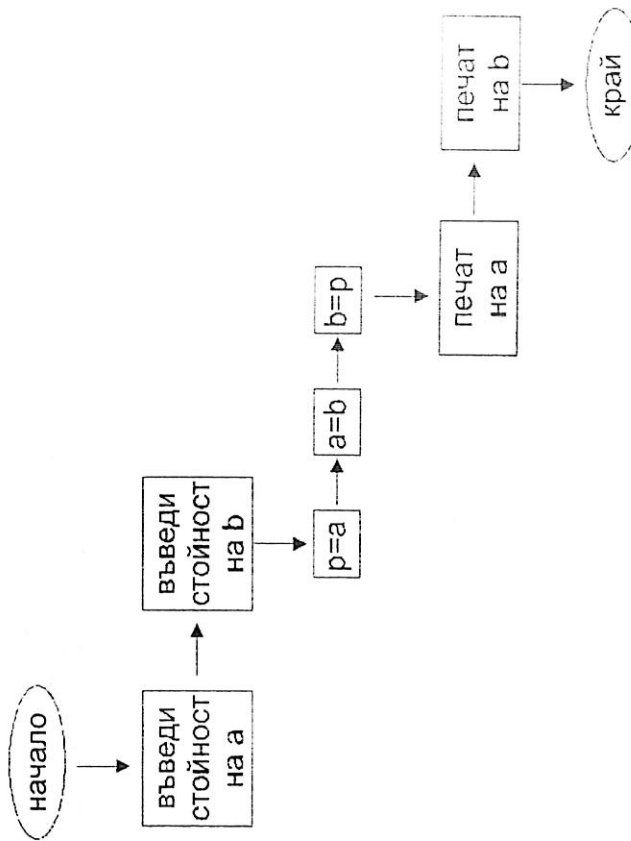 начало
въведи
стойност
на a
въведи
стойност
на b
p=a
a=b
b=p
печат
на a
печат
на b
край